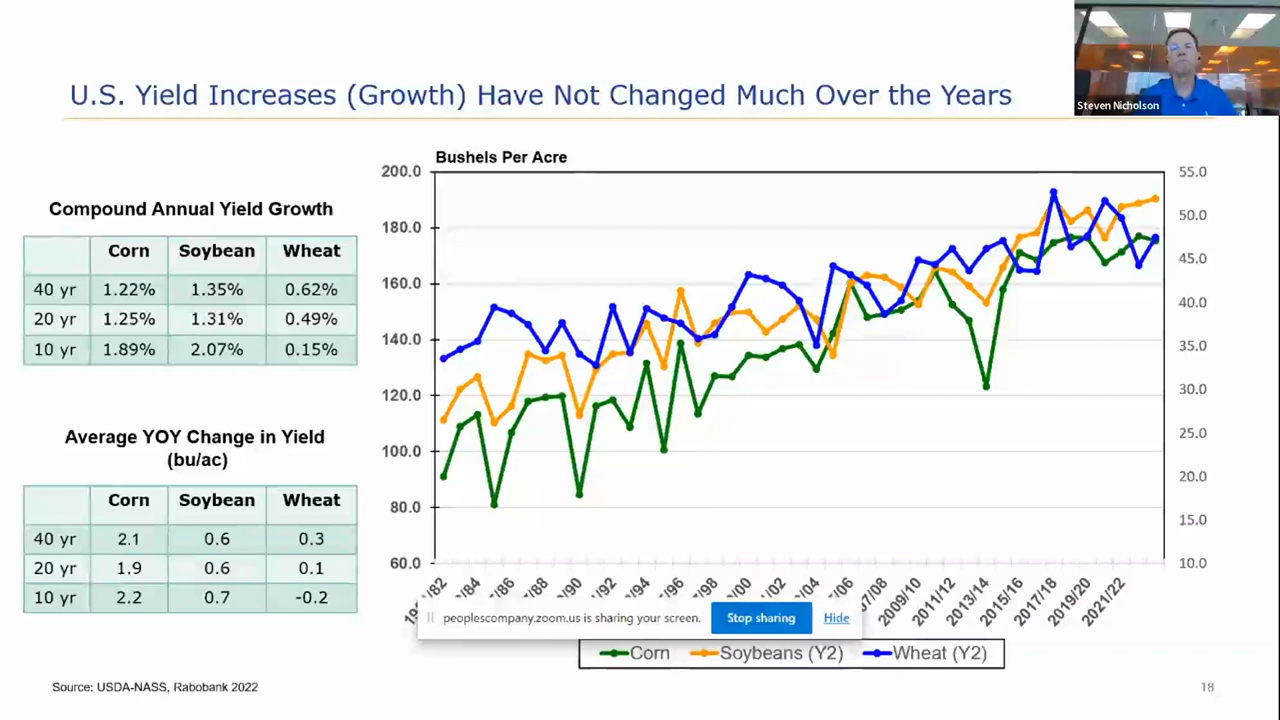 Steven Nicholson
U.S. Yield Increases (Growth) Have Not Changed Much Over the Years
Compound Annual Yield Growth
Corn Soybean Wheat
40 yr 1.22% 1.35% 0.62%
20 yr 1.25% 1.31% 0.49%
10 yr 1.89% 2.07% 0.15%
Average YOY Change in Yield
(bu/ac)
Corn Soybean Wheat
40 yr 2.1 0.6 0.3
20 yr 1.9 0.6 0.1
10 yr 2.2 0.7 -0.2
Bushels Per Acre
200.0
180.0
160.0
140.0
120.0
100.0
80.0
60.0
55.0
50.0
45.0
40.0
35.0
30.0
25.0
20.0
15.0
10.0
2009/10 2011/12 2013/14 2015/16 2017/18 2019/20 2021/22
peoplescompany.zoom.us is sharing your screen. Stop sharing Hide
Corn Soybeans (Y2) Wheat (Y2)
Source: USDA-NASS, Rabobank 2022
18